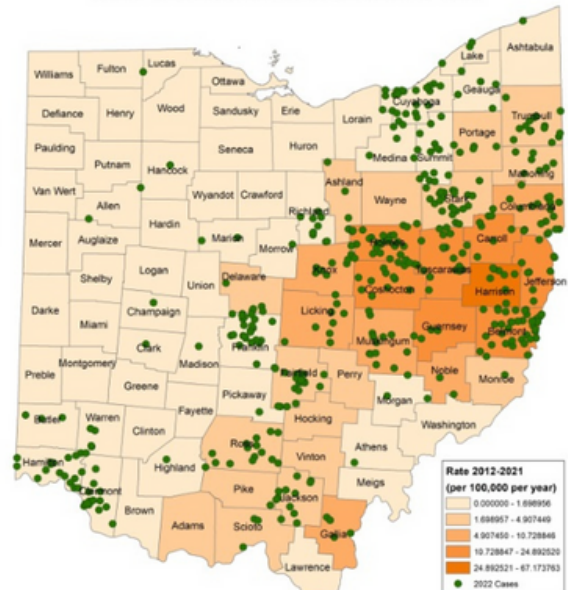 Ashtabula
Lake
Williams
Fulton
Lucas
Ottawa
Geauga
Cuyahoga
Defiance
Henry
Wood
Sandusky
Erie
Lorain
Trumbull
Portage
Paulding
Seneca
Huron
Medina
Summit
Putnam
Hancock
Mahoning
Van Wert
Wyandot
Crawford
Ashland
Wayne
Stark
Allen
Richland
Columbiana
Hardin
Mercer
Auglaize
Marion
Morrow
Holmes
Carroll
Logan
Union
Delaware
Knox
Tuscarawas
Jefferson
Shelby
Coshocton
Harrison
Darke
Champaign
Licking
Miami
Guernsey
Belmont
Clark
Franklin
Muskingum
Madison
Preble
Montgomery
Fairfield
Perry
Noble
Monroe
Greene
Pickaway
Morgan
Fayette
Hocking
Washington
Butler
Warren
Clinton
Ross
Athens
Hamilton
Highland
Vinton
Clermont
Pike
Jackson
Meigs
Brown
Adams
Scioto
Gallia
Lawrence
Rate 2012-2021
(per 100,000 per year)
0.000000 - 1.698956
1.698957 - 4.907449
4.907450 - 10.728846
10.728847 - 24.892520
24.892521 - 67.173763
2022 Cases